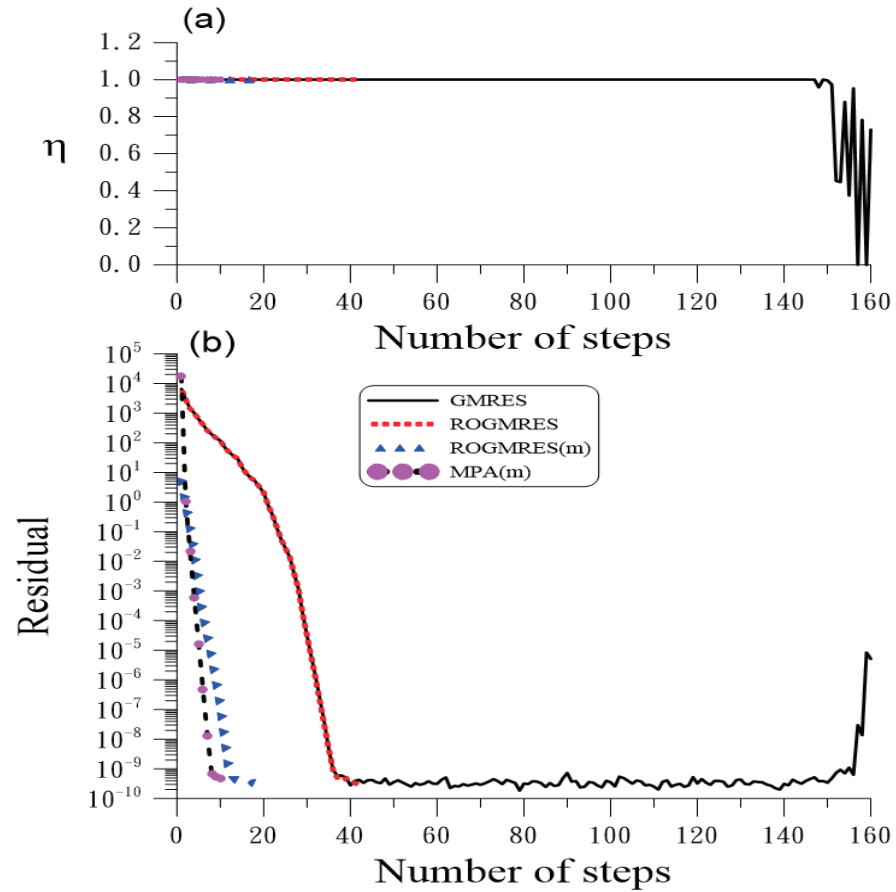 (a)
1.2
1.0
0.8
0.6
0.4
0.2
0.0
η
0 20 40 60 80 100 120 140 160
Number of steps
(b)
10^5
10^4
10^3
10^2
10^1
10^0
10^-1
10^-2
10^-3
10^-4
10^-5
10^-6
10^-7
10^-8
10^-9
10^-10
Residual
GMRES
ROGMRES
ROGMRES(m)
MPA(m)
0 20 40 60 80 100 120 140 160
Number of steps